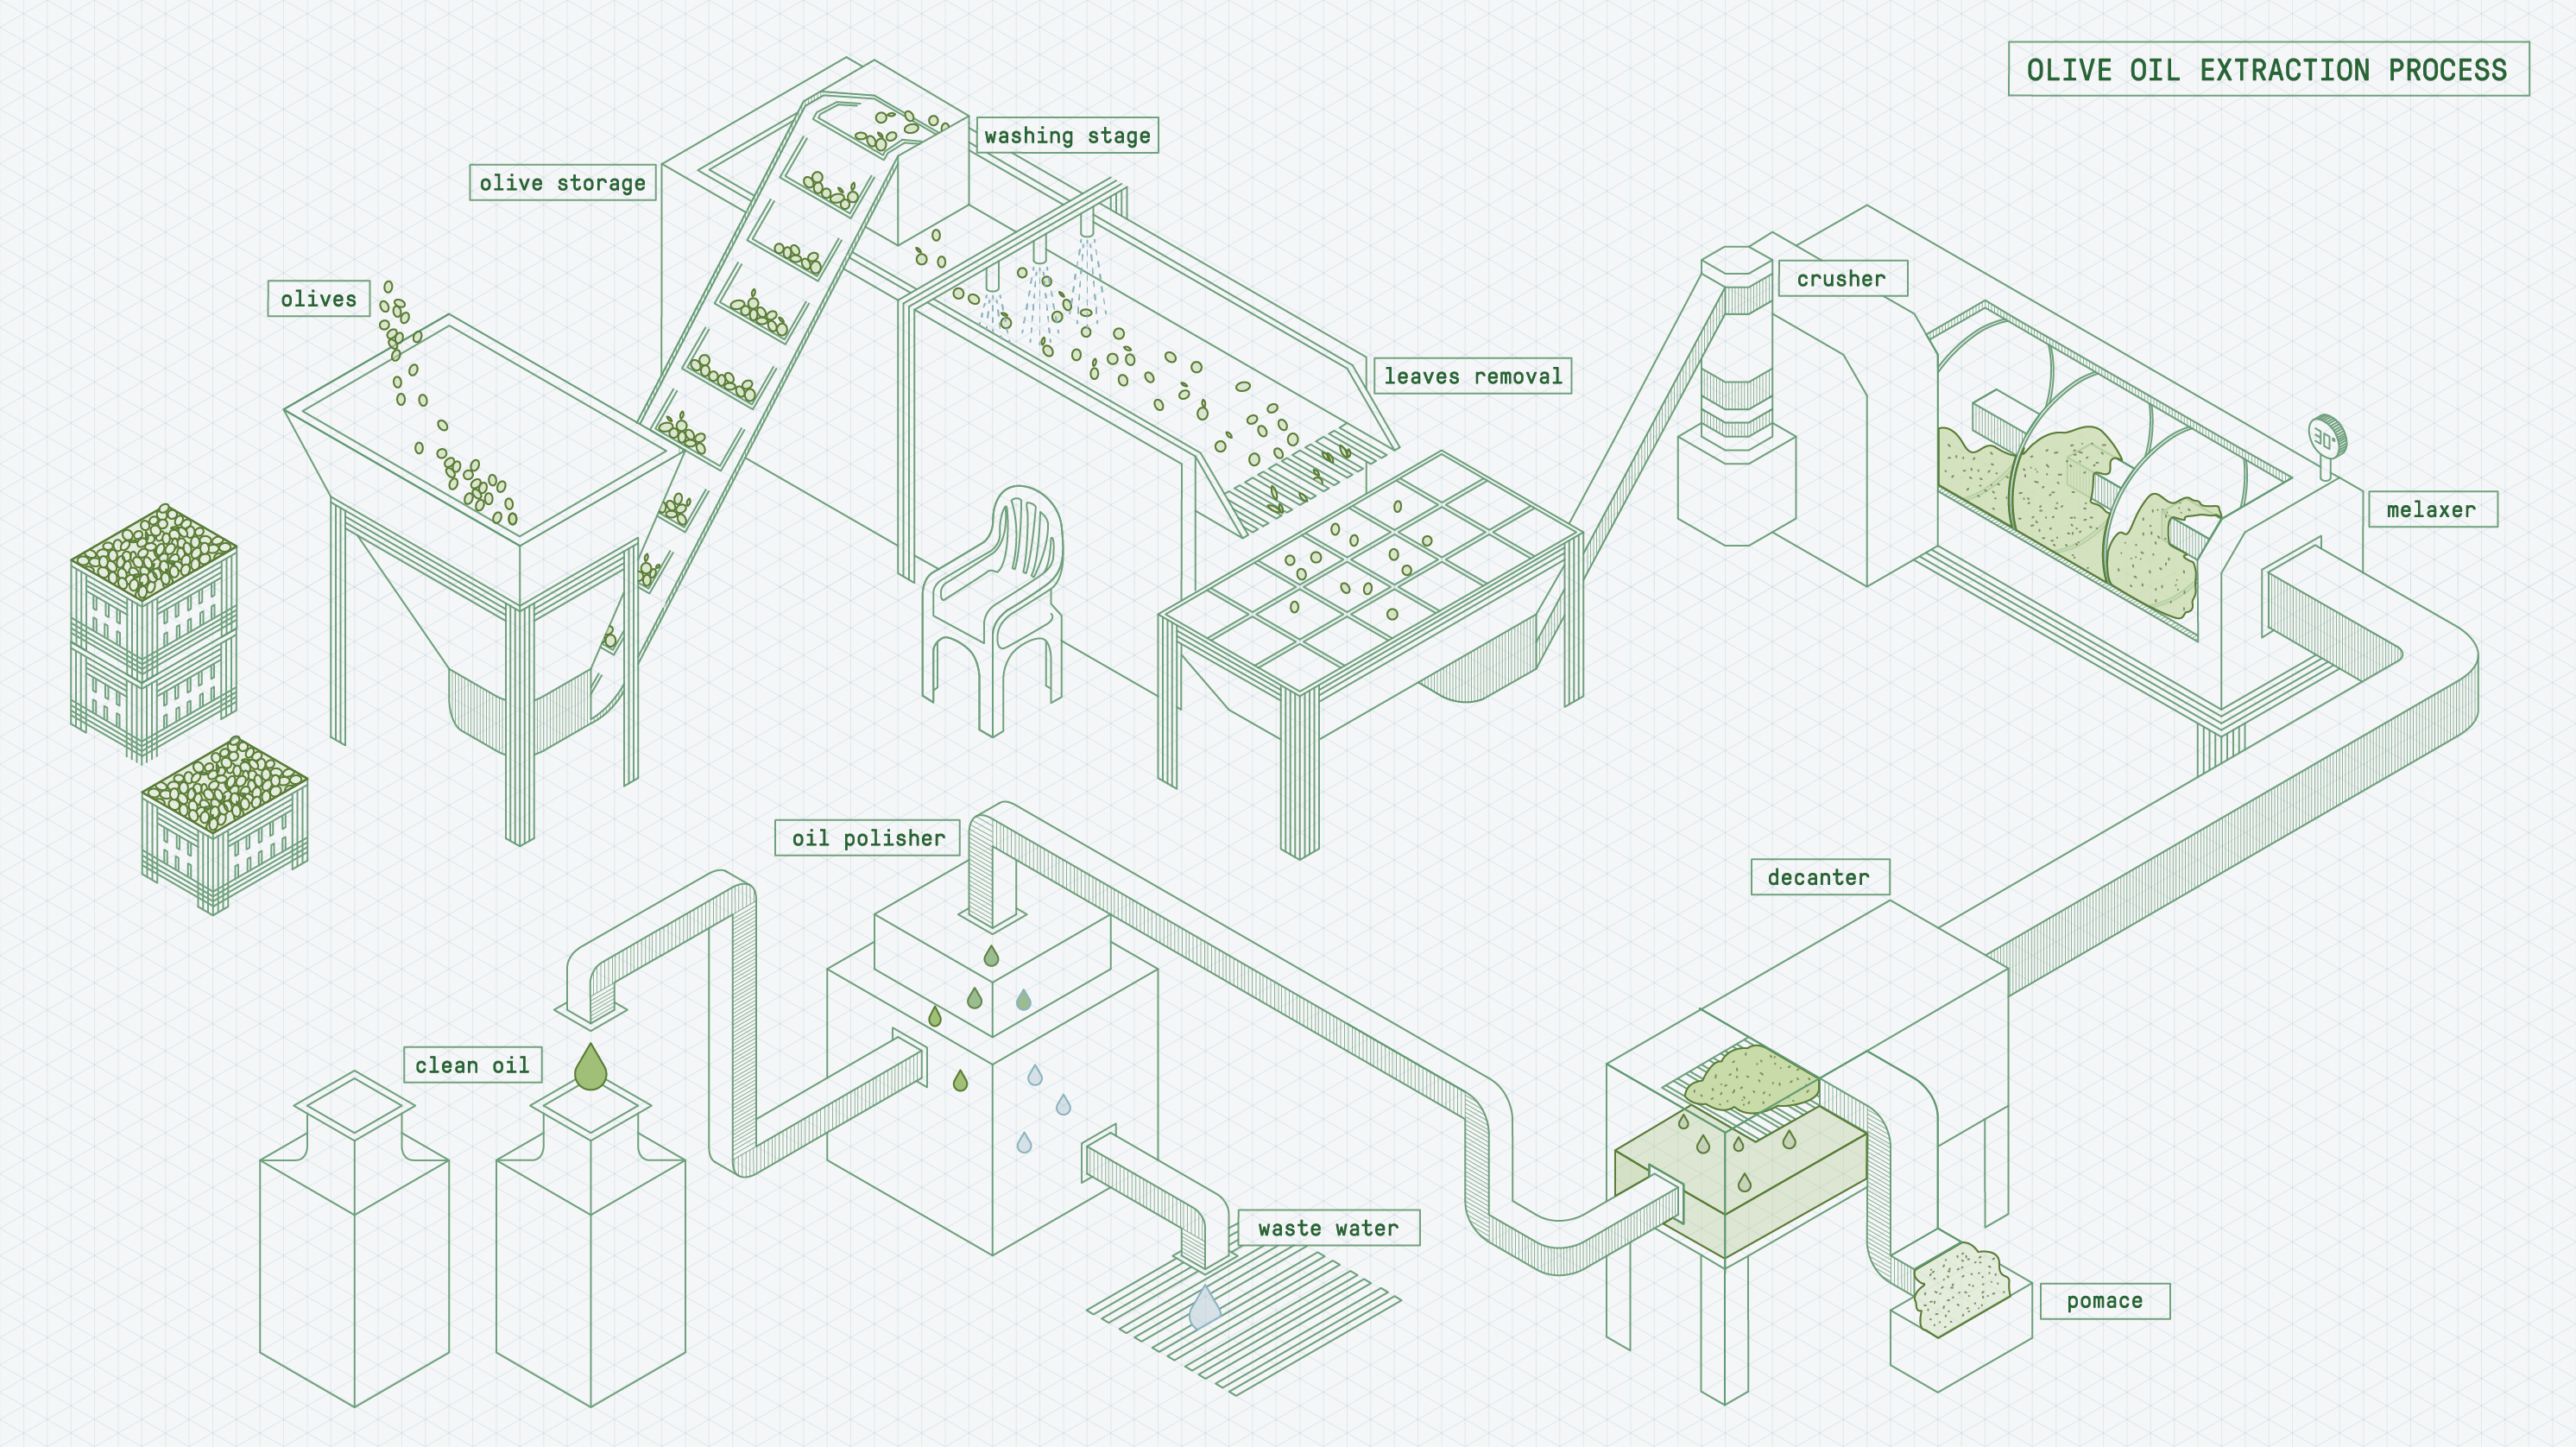 OLIVE OIL EXTRACTION PROCESS
washing stage
olive storage
olives
crusher
leaves removal
30°
melaxer
oil polisher
decanter
clean oil
waste water
pomace